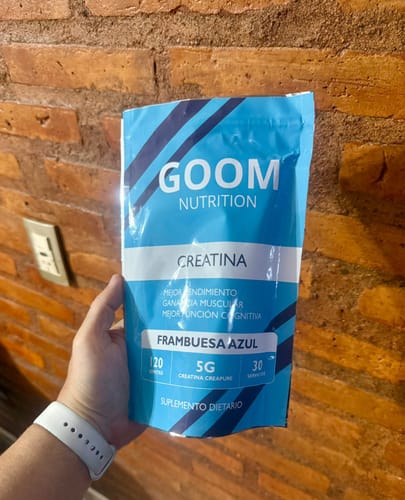 GOOM
NUTRITION
CREATINA
MEJOR RENDIMIENTO
GANANCIA MUSCULAR
MEJOR FUNCIÓN COGNITIVA
FRAMBUESA AZUL
120 5G 30
CREATINA CREAPURE
SUPLEMENTO DIETARIO